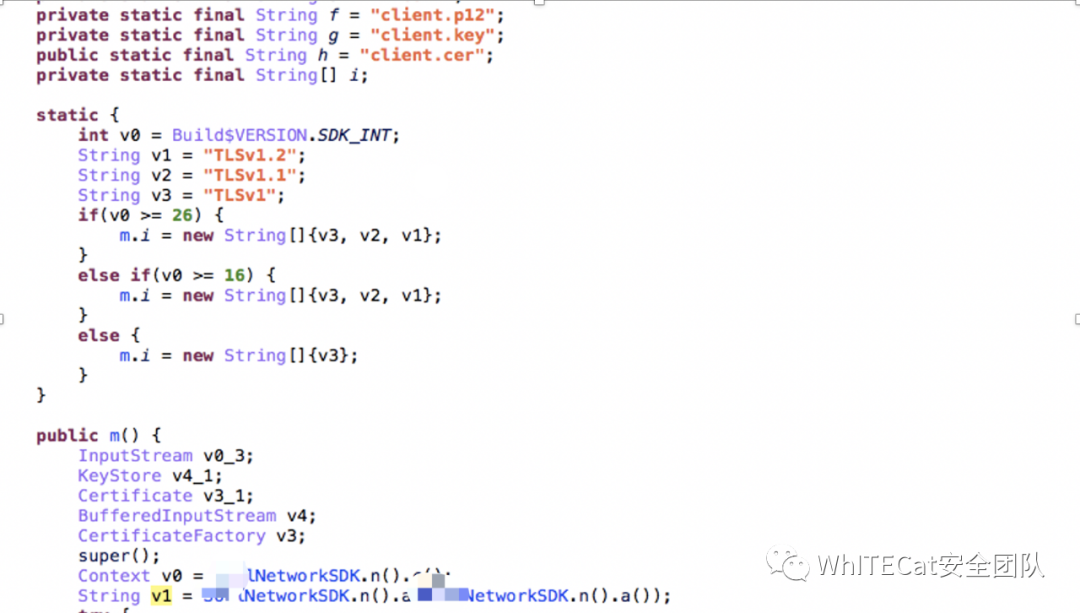 private static final String f = "client.p12";
private static final String g = "client.key";
public static final String h = "client.cer";
private static final String[] i;
static {
int v0 = Build$VERSION.SDK_INT;
String v1 = "TLSv1.2";
String v2 = "TLSv1.1";
String v3 = "TLSv1";
if(v0 >= 26) {
m.i = new String[]{v3, v2, v1};
}
else if(v0 >= 16) {
m.i = new String[]{v3, v2, v1};
}
else {
m.i = new String[]{v3};
}
}
public m() {
InputStream v0_3;
KeyStore v4_1;
Certificate v3_1;
BufferedInputStream v4;
CertificateFactory v3;
super();
Context v0 = lNetworkSDK.n().
String v1 = NetworkSDK.n().a NetworkSDK.n().a());
WhITECat安全团队